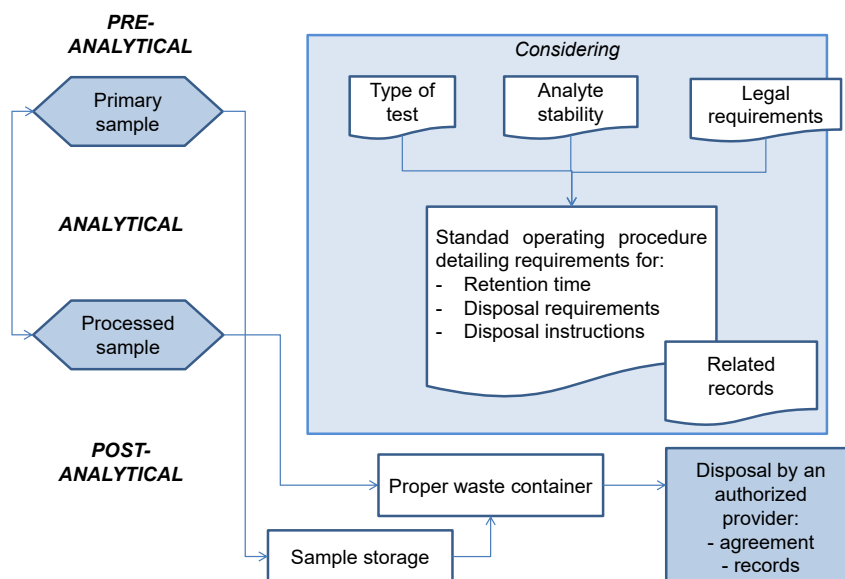 PRE-
ANALYTICAL
Primary
sample
ANALYTICAL
Processed
sample
POST-
ANALYTICAL
Considering
Type of
test
Analyte
stability
Legal
requirements
Standad operating procedure
detailing requirements for:
- Retention time
- Disposal requirements
- Disposal instructions
Related
records
Proper waste container
Sample storage
Disposal by an
authorized
provider:
- agreement
- records